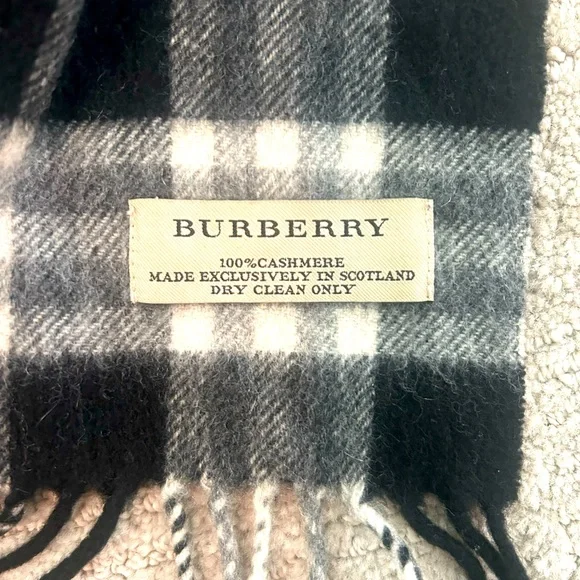 BURBERRY
100%CASHMERE
MADE EXCLUSIVELY IN SCOTLAND
DRY CLEAN ONLY